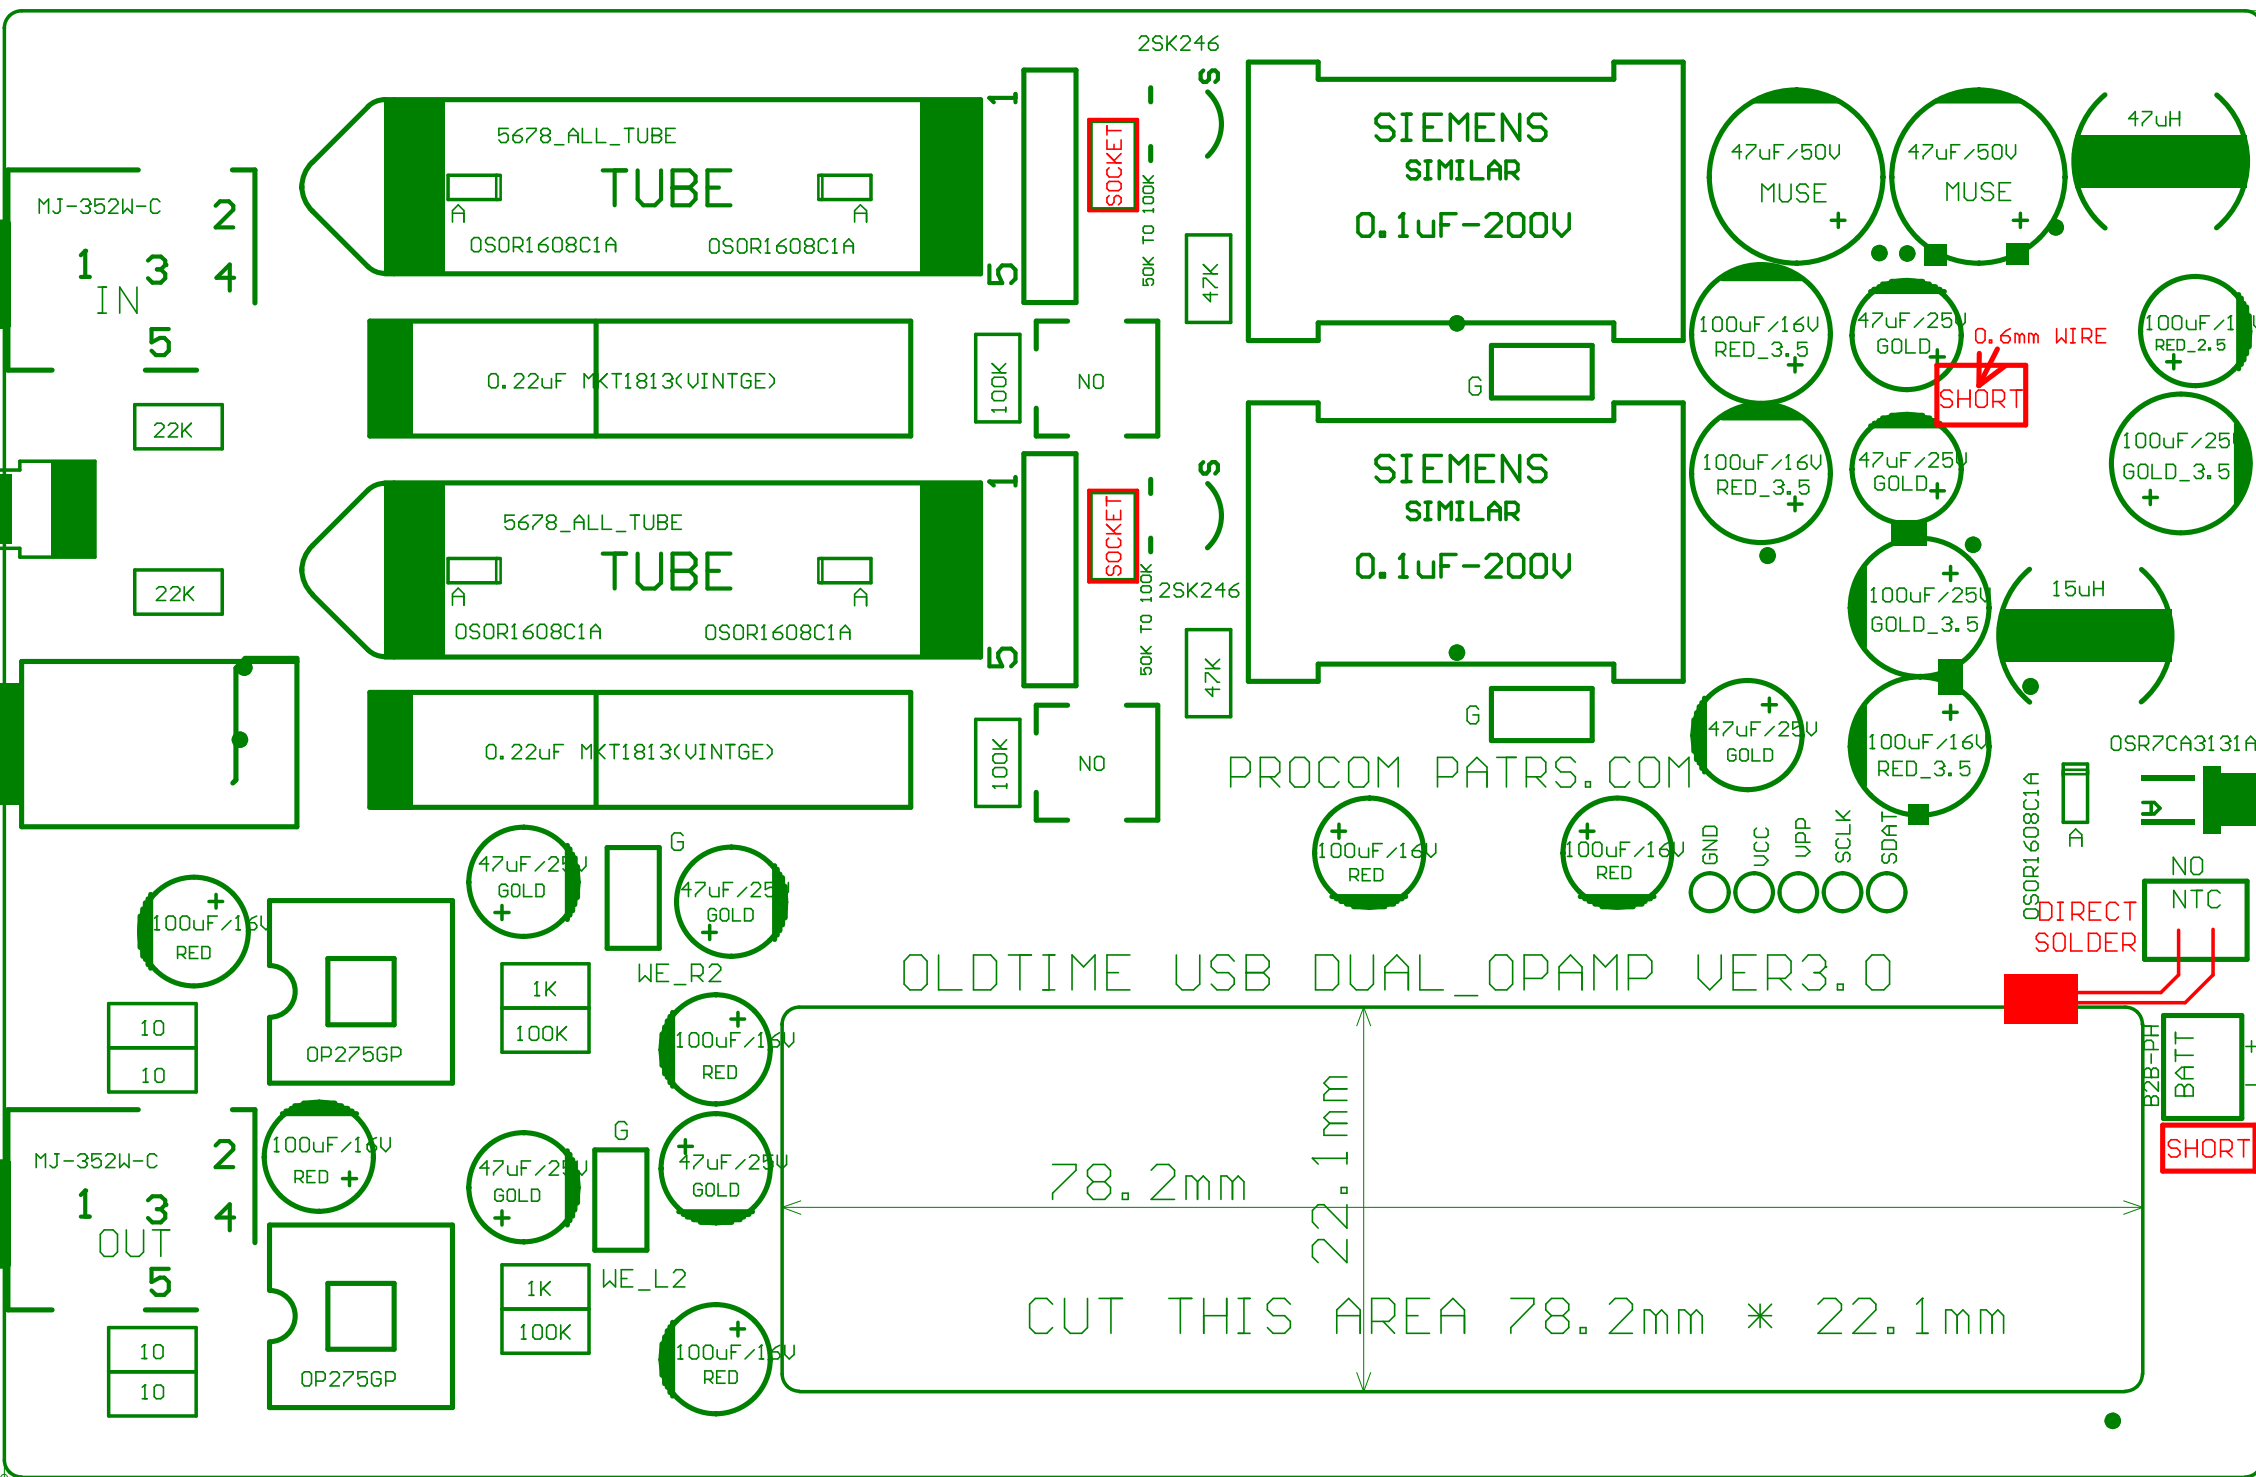 2SK246
S
1
SIEMENS
SIMILAR
0.1uF-200V
47uF/50V
MUSE
+
47uF/50V
MUSE
+
47uH
5678_ALL_TUBE
TUBE
A
A
OSOR1608C1A
OSOR1608C1A
5
SOCKET
50K TO 100K
47K
MJ-352W-C
2
1
3
4
IN
5
100uF/16V
RED_3.5
+
47uF/25V
GOLD
+
0.6mm WIRE
SHORT
100uF/16V
RED_2.5
+
0.22uF MKT1813(VINTGE)
100K
NO
G
22K
100uF/16V
RED_3.5
+
47uF/25V
GOLD
+
100uF/25V
GOLD_3.5
+
5678_ALL_TUBE
TUBE
A
A
OSOR1608C1A
OSOR1608C1A
1
5
SOCKET
50K TO 100K
S
2SK246
47K
SIEMENS
SIMILAR
0.1uF-200V
22K
+
100uF/25V
GOLD_3.5
15uH
0.22uF MKT1813(VINTGE)
100K
NO
G
+
47uF/25V
GOLD
+
100uF/16V
RED_3.5
OSR7CA3131A
A
OSOR1608C1A
A
PROCOM PATRS.COM
+
100uF/16V
RED
+
100uF/16V
RED
GND
VCC
VPP
SCLK
SDAT
NO
NTC
DIRECT
SOLDER
+
100uF/16V
RED
47uF/25V
GOLD
+
G
47uF/25V
GOLD
+
WE_R2
1K
100K
10
10
OP275GP
+
100uF/16V
RED
OLDTIME USB DUAL_OPAMP VER3.0
B2B-PH
BATT
+
-
SHORT
MJ-352W-C
2
1
3
4
OUT
5
100uF/16V
RED
+
47uF/25V
GOLD
+
G
+
47uF/25V
GOLD
WE_L2
1K
100K
10
10
OP275GP
+
100uF/16V
RED
78.2mm
22.1mm
CUT THIS AREA 78.2mm * 22.1mm